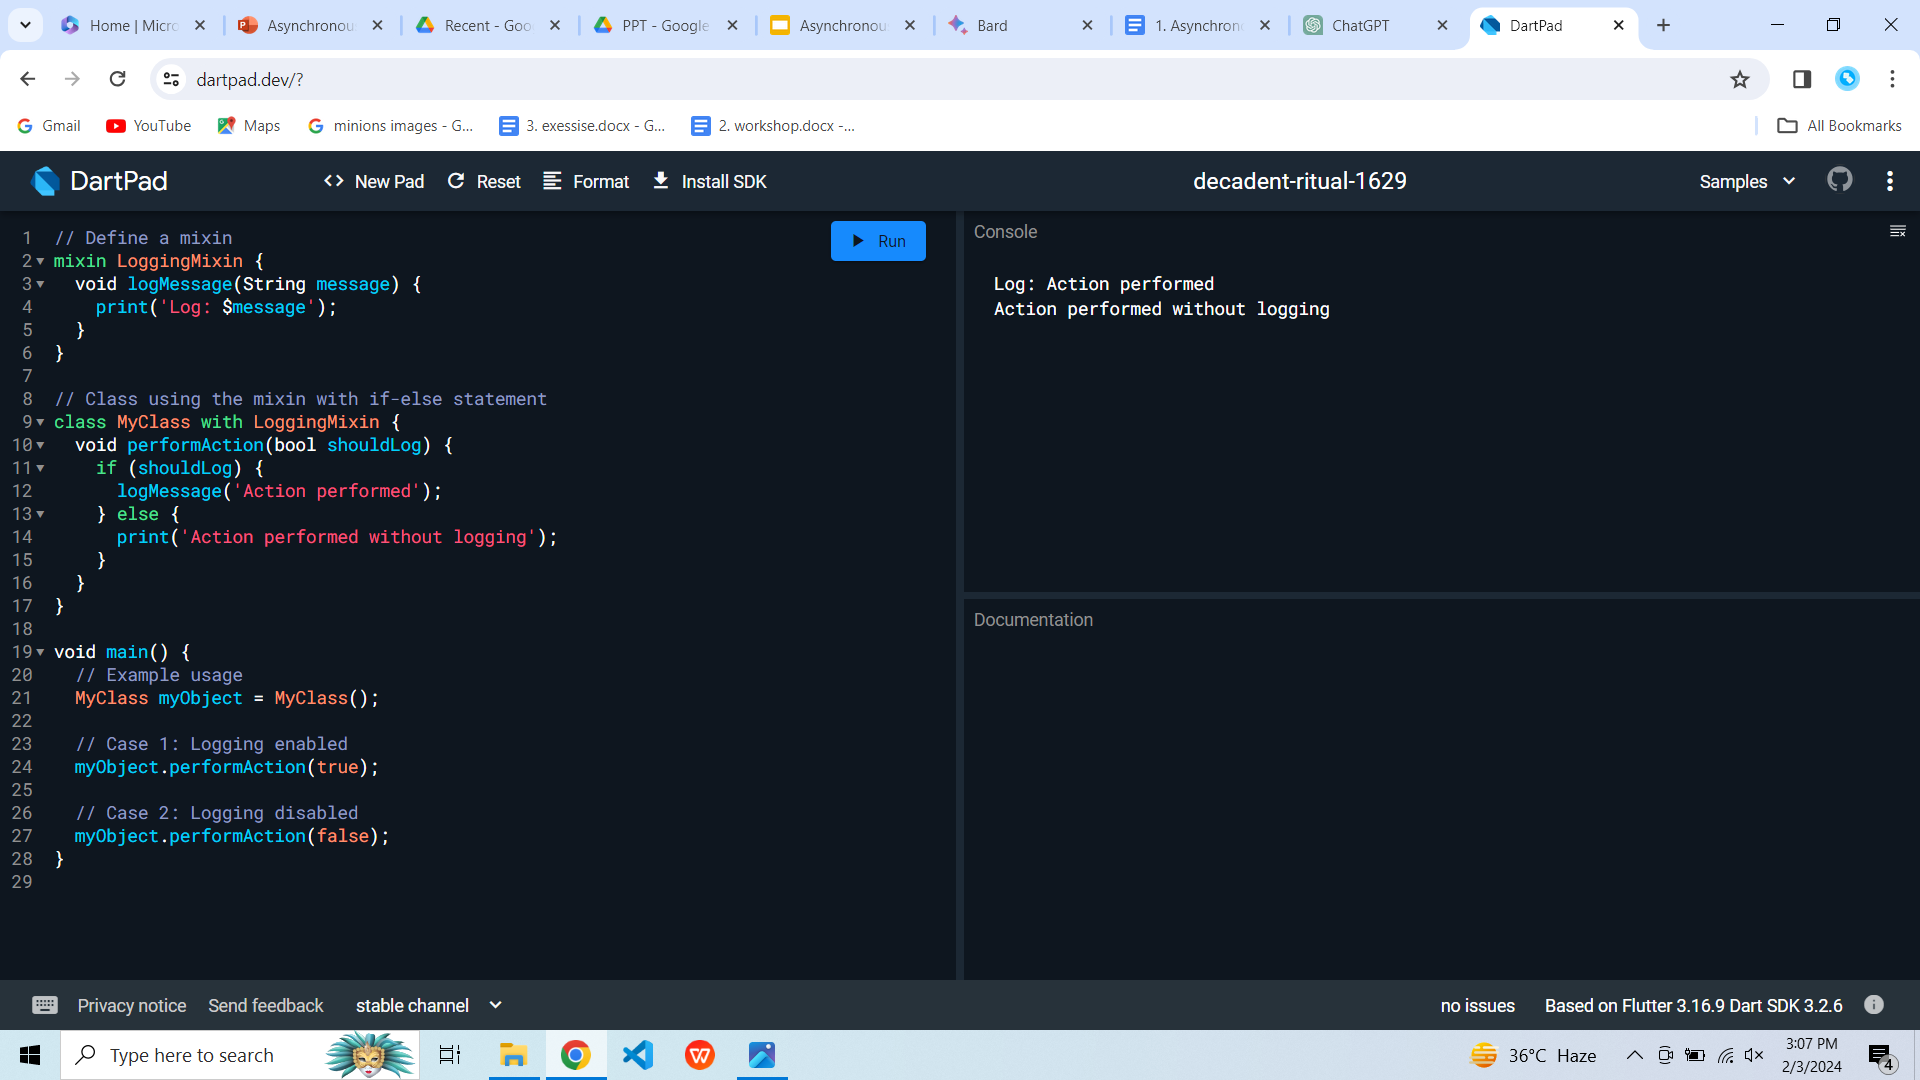 Home | Micro
Asynchronou
Recent - Goo
PPT - Google
Asynchronou
Bard
1. Asynchron
ChatGPT
DartPad
dartpad.dev/?
Gmail
YouTube
Maps
minions images - G...
3. exessise.docx - G...
2. workshop.docx -...
All Bookmarks
DartPad
<> New Pad
Reset
Format
Install SDK
decadent-ritual-1629
Samples
Run
1 // Define a mixin
2 mixin LoggingMixin {
3   void logMessage(String message) {
4     print('Log: $message');
5   }
6 }
7
8 // Class using the mixin with if-else statement
9 class MyClass with LoggingMixin {
10   void performAction(bool shouldLog) {
11     if (shouldLog) {
12       logMessage('Action performed');
13     } else {
14       print('Action performed without logging');
15     }
16   }
17 }
18
19 void main() {
20   // Example usage
21   MyClass myObject = MyClass();
22
23   // Case 1: Logging enabled
24   myObject.performAction(true);
25
26   // Case 2: Logging disabled
27   myObject.performAction(false);
28 }
29
Console
Log: Action performed
Action performed without logging
Documentation
Privacy notice
Send feedback
stable channel
no issues
Based on Flutter 3.16.9 Dart SDK 3.2.6
Type here to search
36°C Haze
3:07 PM
2/3/2024
4